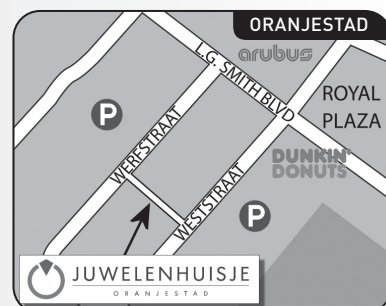 ORANJESTAD
arubus
L.G. SMITH BLVD
ROYAL
PLAZA
P
WERFSTRAAT
DUNKIN'
DONUTS
WESTSTRAAT
P
JUWELENHUISJE
ORANJESTAD